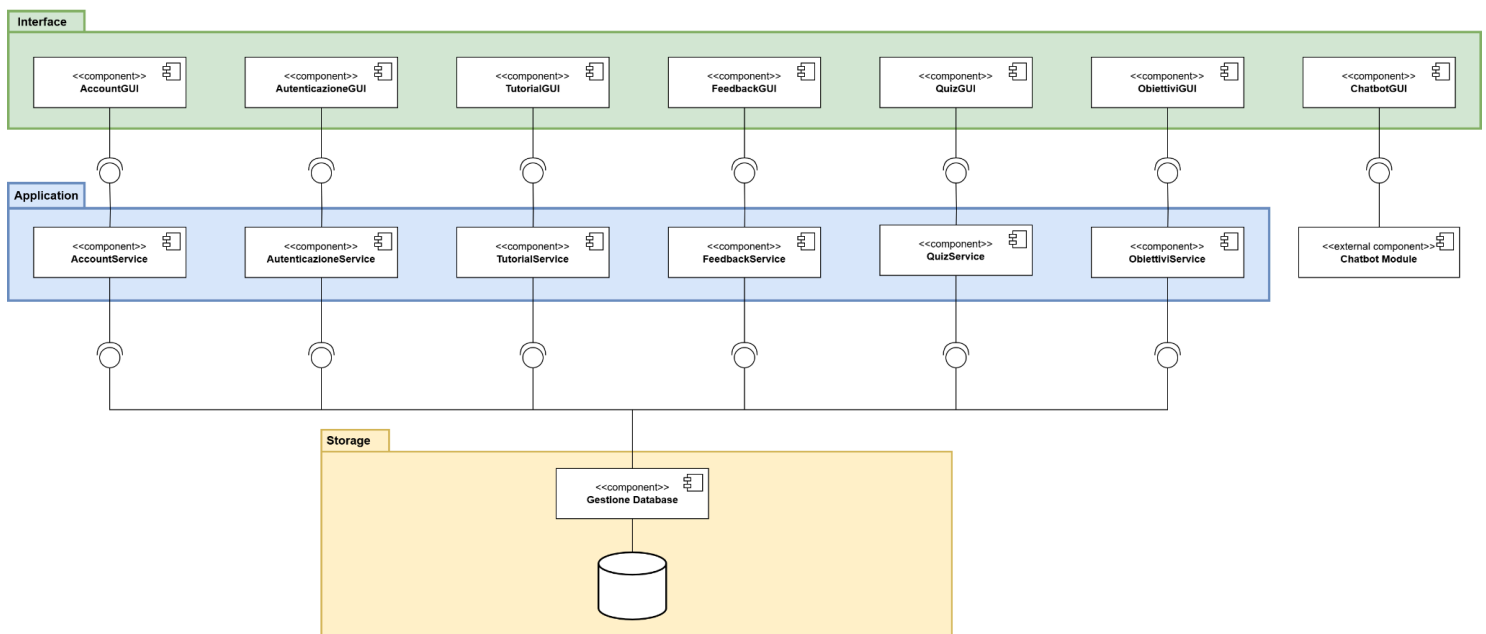 Interface
<<component>>
AccountGUI
<<component>>
AutenticazioneGUI
<<component>>
TutorialGUI
<<component>>
FeedbackGUI
<<component>>
QuizGUI
<<component>>
ObiettiviGUI
<<component>>
ChatbotGUI
Application
<<component>>
AccountService
<<component>>
AutenticazioneService
<<component>>
TutorialService
<<component>>
FeedbackService
<<component>>
QuizService
<<component>>
ObiettiviService
<<external component>>
Chatbot Module
Storage
<<component>>
Gestione Database